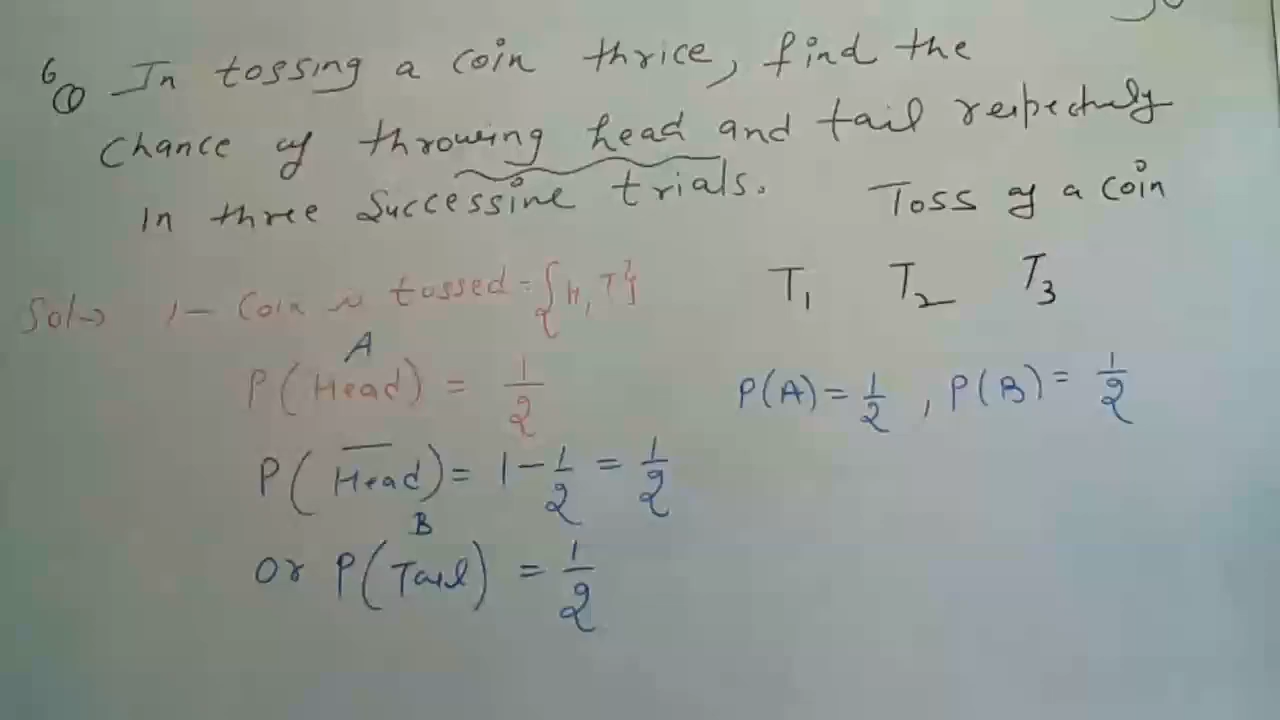 6
Q In tossing a coin thrice, find the
chance of throwing head and tail respectively
in three successive trials.
Toss of a coin
Sol→ 1- Coin is tossed = {H, T}
T₁ T₂ T₃
A
P(Head) = 1/2
P(A) = 1/2, P(B) = 1/2
P(H̅e̅a̅d̅) = 1 - 1/2 = 1/2
B
or P(Tail) = 1/2